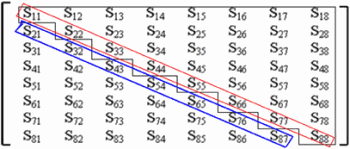 S11 S12 S13 S14 S15 S16 S17 S18
S21 S22 S23 S24 S25 S26 S27 S28
S31 S32 S33 S34 S35 S36 S37 S38
S41 S42 S43 S44 S45 S46 S47 S48
S51 S52 S53 S54 S55 S56 S57 S58
S61 S62 S63 S64 S65 S66 S67 S68
S71 S72 S73 S74 S75 S76 S77 S78
S81 S82 S83 S84 S85 S86 S87 S88